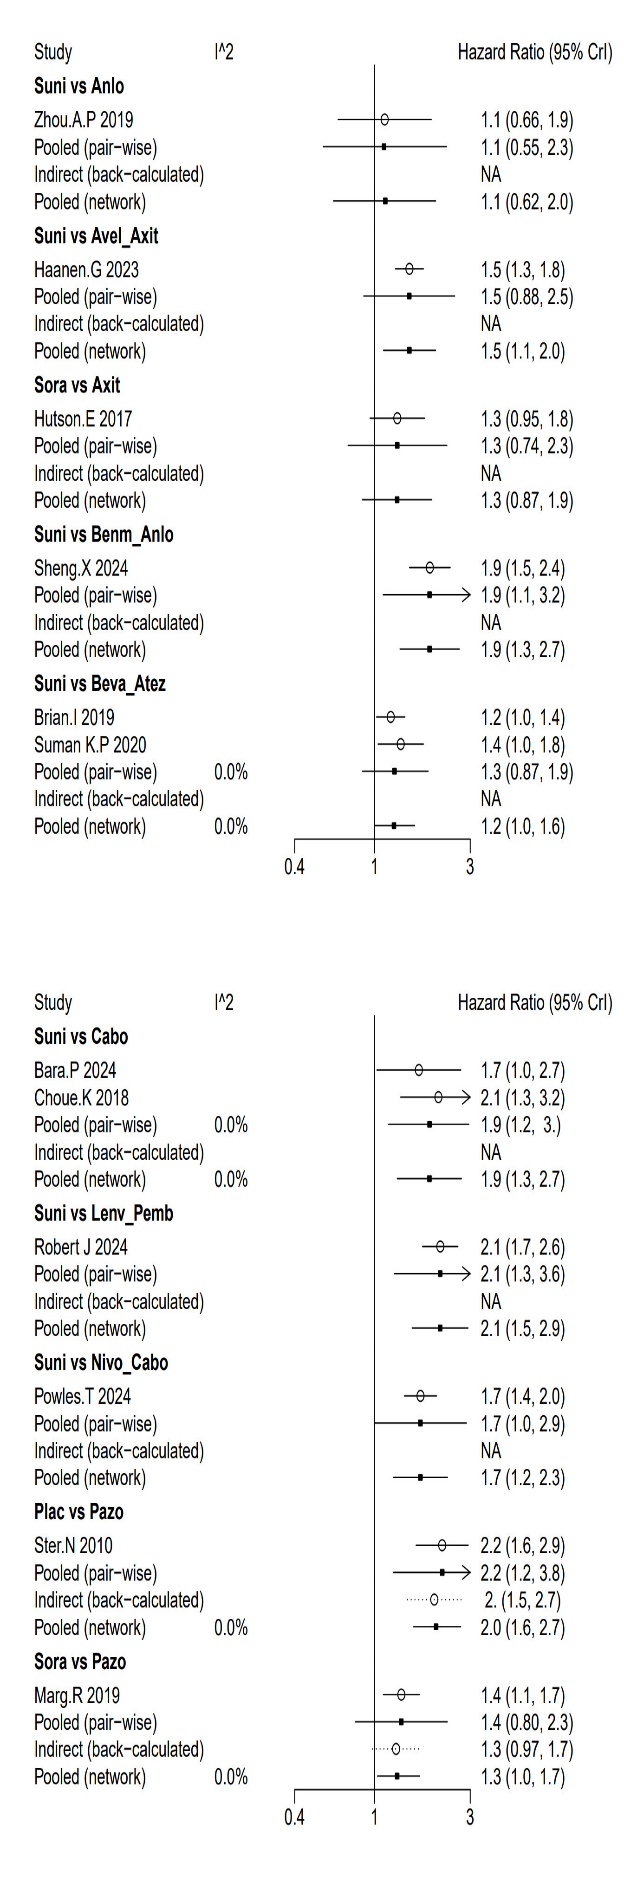 Study I^2 Hazard Ratio (95% CrI)
Suni vs Anlo
Zhou.A.P 2019 1.1 (0.66, 1.9)
Pooled (pair−wise) 1.1 (0.55, 2.3)
Indirect (back−calculated) NA
Pooled (network) 1.1 (0.62, 2.0)
Suni vs Avel_Axit
Haanen.G 2023 1.5 (1.3, 1.8)
Pooled (pair−wise) 1.5 (0.88, 2.5)
Indirect (back−calculated) NA
Pooled (network) 1.5 (1.1, 2.0)
Sora vs Axit
Hutson.E 2017 1.3 (0.95, 1.8)
Pooled (pair−wise) 1.3 (0.74, 2.3)
Indirect (back−calculated) NA
Pooled (network) 1.3 (0.87, 1.9)
Suni vs Benm_Anlo
Sheng.X 2024 1.9 (1.5, 2.4)
Pooled (pair−wise) 1.9 (1.1, 3.2)
Indirect (back−calculated) NA
Pooled (network) 1.9 (1.3, 2.7)
Suni vs Beva_Atez
Brian.I 2019 1.2 (1.0, 1.4)
Suman K.P 2020 1.4 (1.0, 1.8)
Pooled (pair−wise) 0.0% 1.3 (0.87, 1.9)
Indirect (back−calculated) NA
Pooled (network) 0.0% 1.2 (1.0, 1.6)
0.4 1 3
Study I^2 Hazard Ratio (95% CrI)
Suni vs Cabo
Bara.P 2024 1.7 (1.0, 2.7)
Choue.K 2018 2.1 (1.3, 3.2)
Pooled (pair−wise) 0.0% 1.9 (1.2, 3.)
Indirect (back−calculated) NA
Pooled (network) 0.0% 1.9 (1.3, 2.7)
Suni vs Lenv_Pemb
Robert J 2024 2.1 (1.7, 2.6)
Pooled (pair−wise) 2.1 (1.3, 3.6)
Indirect (back−calculated) NA
Pooled (network) 2.1 (1.5, 2.9)
Suni vs Nivo_Cabo
Powles.T 2024 1.7 (1.4, 2.0)
Pooled (pair−wise) 1.7 (1.0, 2.9)
Indirect (back−calculated) NA
Pooled (network) 1.7 (1.2, 2.3)
Plac vs Pazo
Ster.N 2010 2.2 (1.6, 2.9)
Pooled (pair−wise) 2.2 (1.2, 3.8)
Indirect (back−calculated) 2. (1.5, 2.7)
Pooled (network) 0.0% 2.0 (1.6, 2.7)
Sora vs Pazo
Marg.R 2019 1.4 (1.1, 1.7)
Pooled (pair−wise) 1.4 (0.80, 2.3)
Indirect (back−calculated) 1.3 (0.97, 1.7)
Pooled (network) 0.0% 1.3 (1.0, 1.7)
0.4 1 3